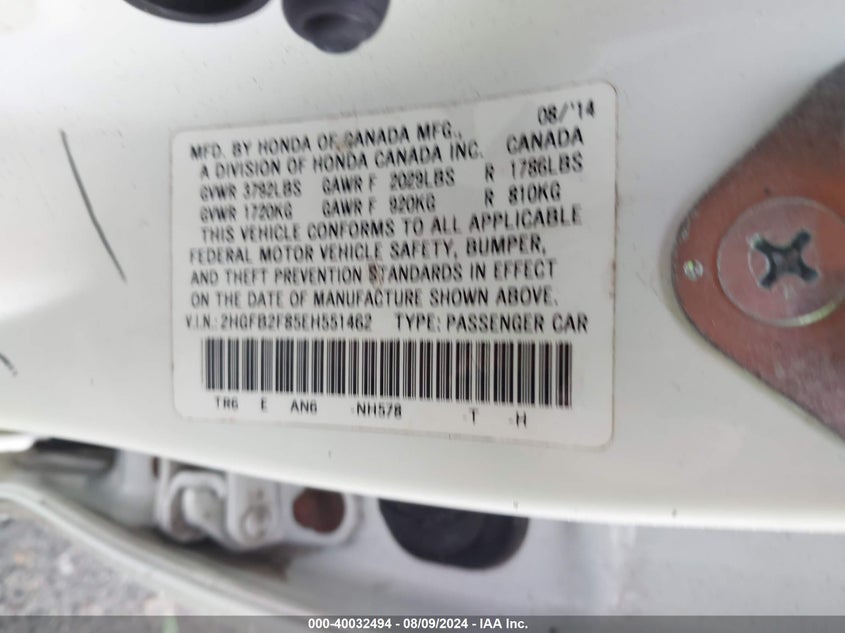 08/'14
MFD. BY HONDA OF CANADA MFG.,
A DIVISION OF HONDA CANADA INC. CANADA
GVWR 3792LBS GAWR F 2029LBS R 1786LBS
GVWR 1720KG GAWR F 920KG R 810KG
THIS VEHICLE CONFORMS TO ALL APPLICABLE
FEDERAL MOTOR VEHICLE SAFETY, BUMPER,
AND THEFT PREVENTION STANDARDS IN EFFECT
ON THE DATE OF MANUFACTURE SHOWN ABOVE.
V.I.N.: 2HGFB2F85EH551462 TYPE: PASSENGER CAR
TR6 E AN6 :NH578 :T :H
000-40032494 - 08/09/2024 - IAA Inc.